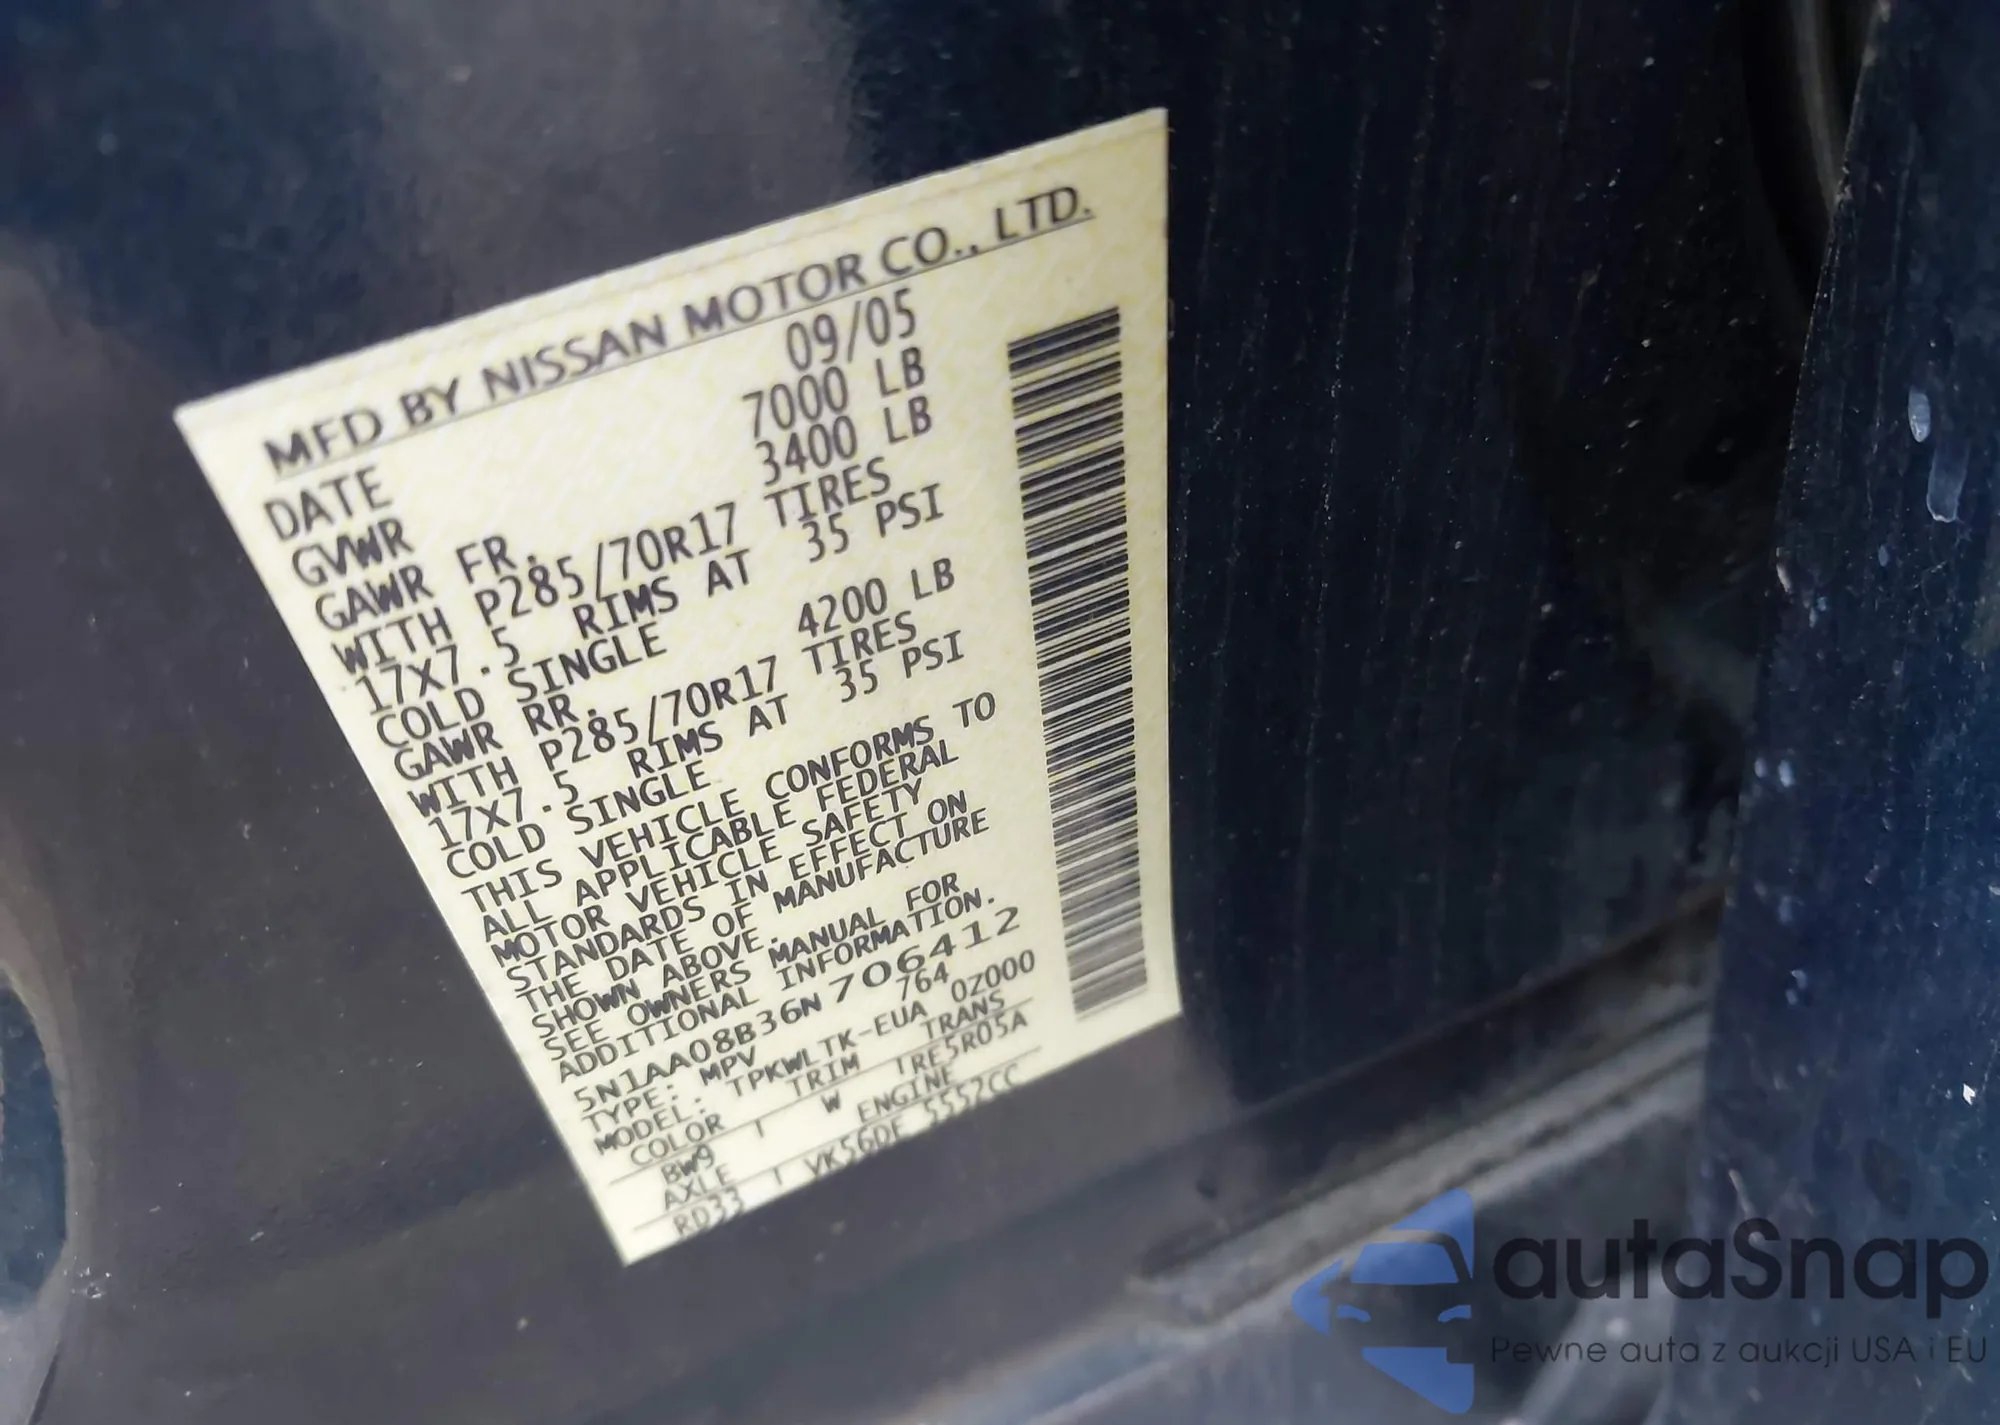 MFD BY NISSAN MOTOR CO., LTD.
DATE 09/05
GVWR 7000 LB
GAWR FR. 3400 LB
WITH P285/70R17 TIRES
17X7.5 RIMS AT 35 PSI
COLD SINGLE
GAWR RR. 4200 LB
WITH P285/70R17 TIRES
17X7.5 RIMS AT 35 PSI
COLD SINGLE
THIS VEHICLE CONFORMS TO
ALL APPLICABLE FEDERAL
MOTOR VEHICLE SAFETY
STANDARDS IN EFFECT ON
THE DATE OF MANUFACTURE
SHOWN ABOVE.
SEE OWNERS MANUAL FOR
ADDITIONAL INFORMATION.
5N1AA08B36N706412
TYPE: MPV 764
MODEL: TPKWLTK-EUA 0Z000
COLOR TRIM TRANS
BW9 W TRE5R05A
AXLE ENGINE
RD33 VK56DE 5552CC
autaSnap
Pewne auta z aukcji USA i EU